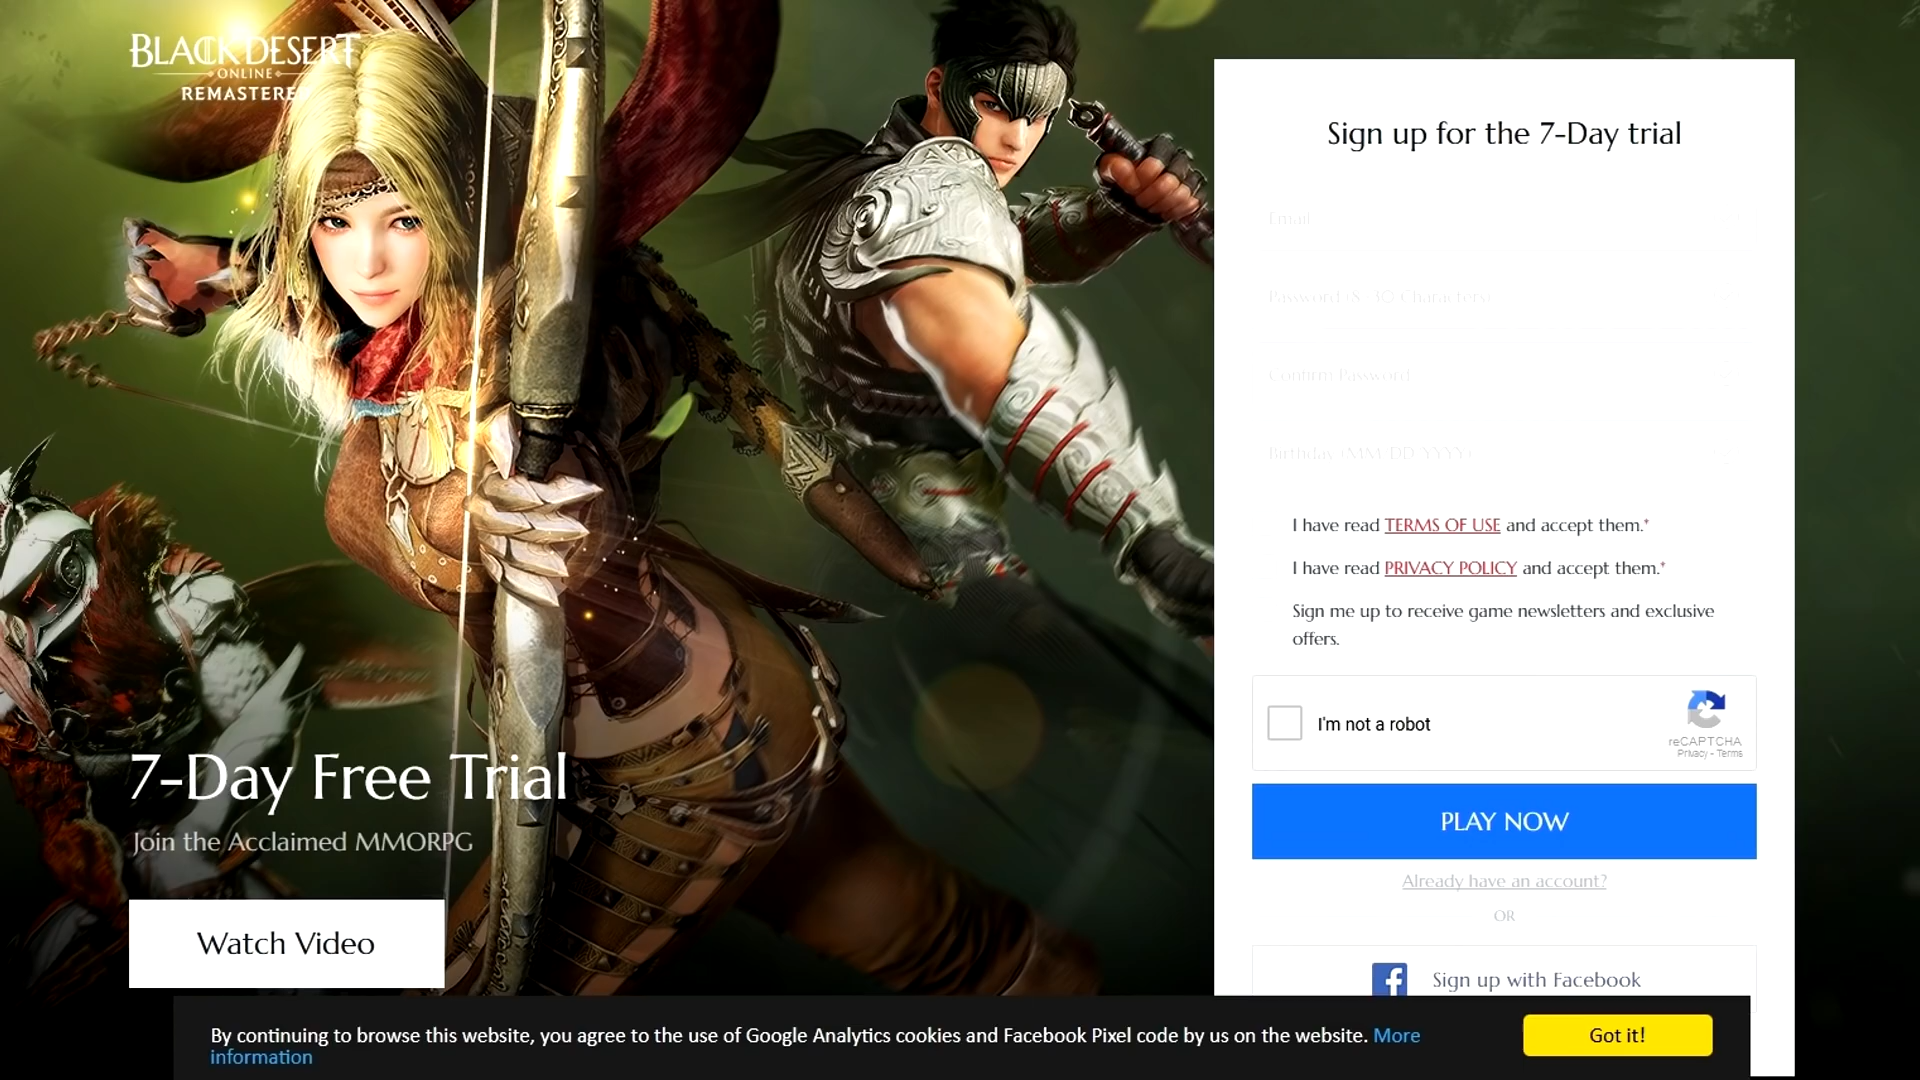 BLACK DESERT
ONLINE
REMASTERED
Sign up for the 7-Day trial
Email
Password (8-30 Characters)
Confirm Password
Birthday (MM/DD/YYYY)
I have read TERMS OF USE and accept them.*
I have read PRIVACY POLICY and accept them.*
Sign me up to receive game newsletters and exclusive
offers.
I'm not a robot
reCAPTCHA
Privacy - Terms
PLAY NOW
Already have an account?
OR
Sign up with Facebook
7-Day Free Trial
Join the Acclaimed MMORPG
Watch Video
By continuing to browse this website, you agree to the use of Google Analytics cookies and Facebook Pixel code by us on the website. More
information
Got it!